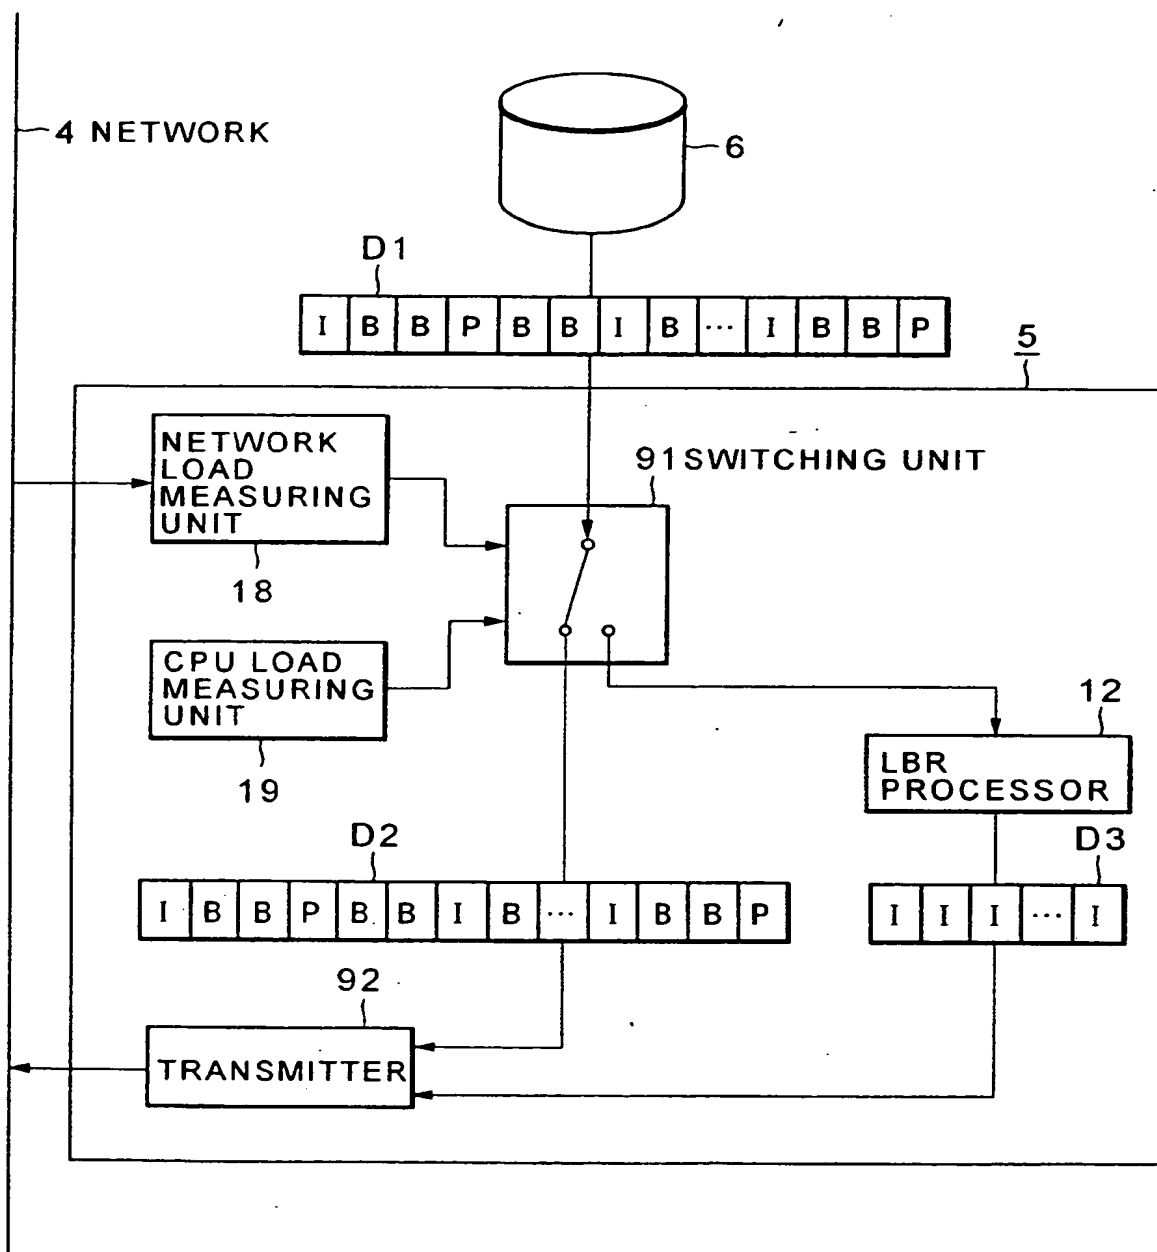 4 NETWORK
6
D1
I B B P B B I B ... I B B P
5
NETWORK
LOAD
MEASURING
UNIT
18
91 SWITCHING UNIT
CPU LOAD
MEASURING
UNIT
19
12
LBR
PROCESSOR
D2
I B B P B B I B ... I B B P
D3
I I I ... I
92
TRANSMITTER